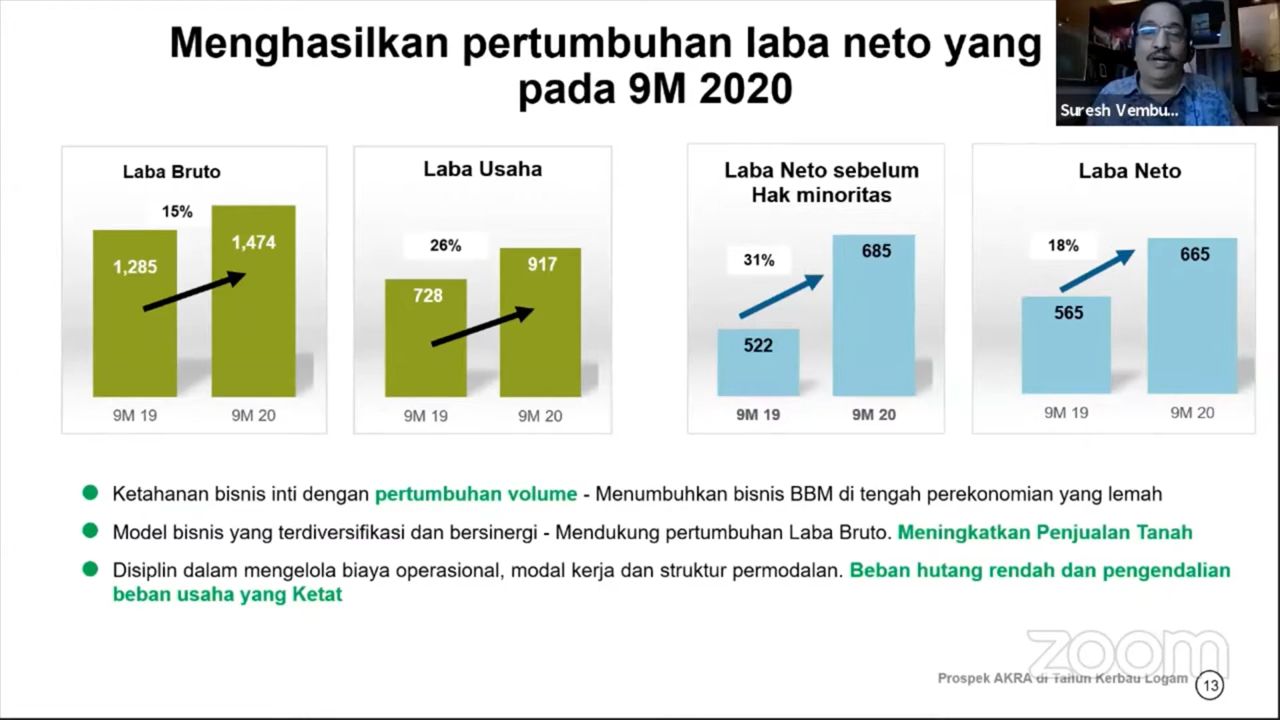 Menghasilkan pertumbuhan laba neto yang
pada 9M 2020
Suresh Vembu...
Laba Bruto
15%
1,285
1,474
9M 19
9M 20
Laba Usaha
26%
728
917
9M 19
9M 20
Laba Neto sebelum
Hak minoritas
31%
522
685
9M 19
9M 20
Laba Neto
18%
565
665
9M 19
9M 20
Ketahanan bisnis inti dengan pertumbuhan volume - Menumbuhkan bisnis BBM di tengah perekonomian yang lemah
Model bisnis yang terdiversifikasi dan bersinergi - Mendukung pertumbuhan Laba Bruto. Meningkatkan Penjualan Tanah
Disiplin dalam mengelola biaya operasional, modal kerja dan struktur permodalan. Beban hutang rendah dan pengendalian
beban usaha yang Ketat
zoom
Prospek AKRA di Tahun Kerbau Logam
13